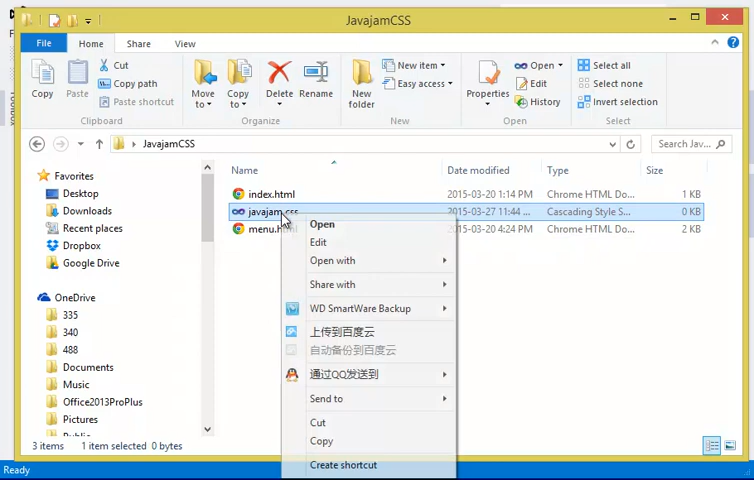 JavajamCSS
File
Home
Share
View
Copy
Paste
Cut
Copy path
Paste shortcut
Clipboard
Move to
Copy to
Delete
Rename
Organize
New folder
New item
Easy access
New
Properties
Open
Edit
History
Open
Select all
Select none
Invert selection
Select
JavajamCSS
Search Jav...
Name
Date modified
Type
Size
index.html 2015-03-20 1:14 PM Chrome HTML Do... 1 KB
javajam.css 2015-03-27 11:44 ... Cascading Style S... 0 KB
menu.html 2015-03-20 4:24 PM Chrome HTML Do... 2 KB
Favorites
Desktop
Downloads
Recent places
Dropbox
Google Drive
OneDrive
335
340
488
Documents
Music
Office2013ProPlus
Pictures
Open
Edit
Open with
Share with
WD SmartWare Backup
上传到百度云
自动备份到百度云
通过QQ发送到
Send to
Cut
Copy
Create shortcut
3 items 1 item selected 0 bytes
Ready